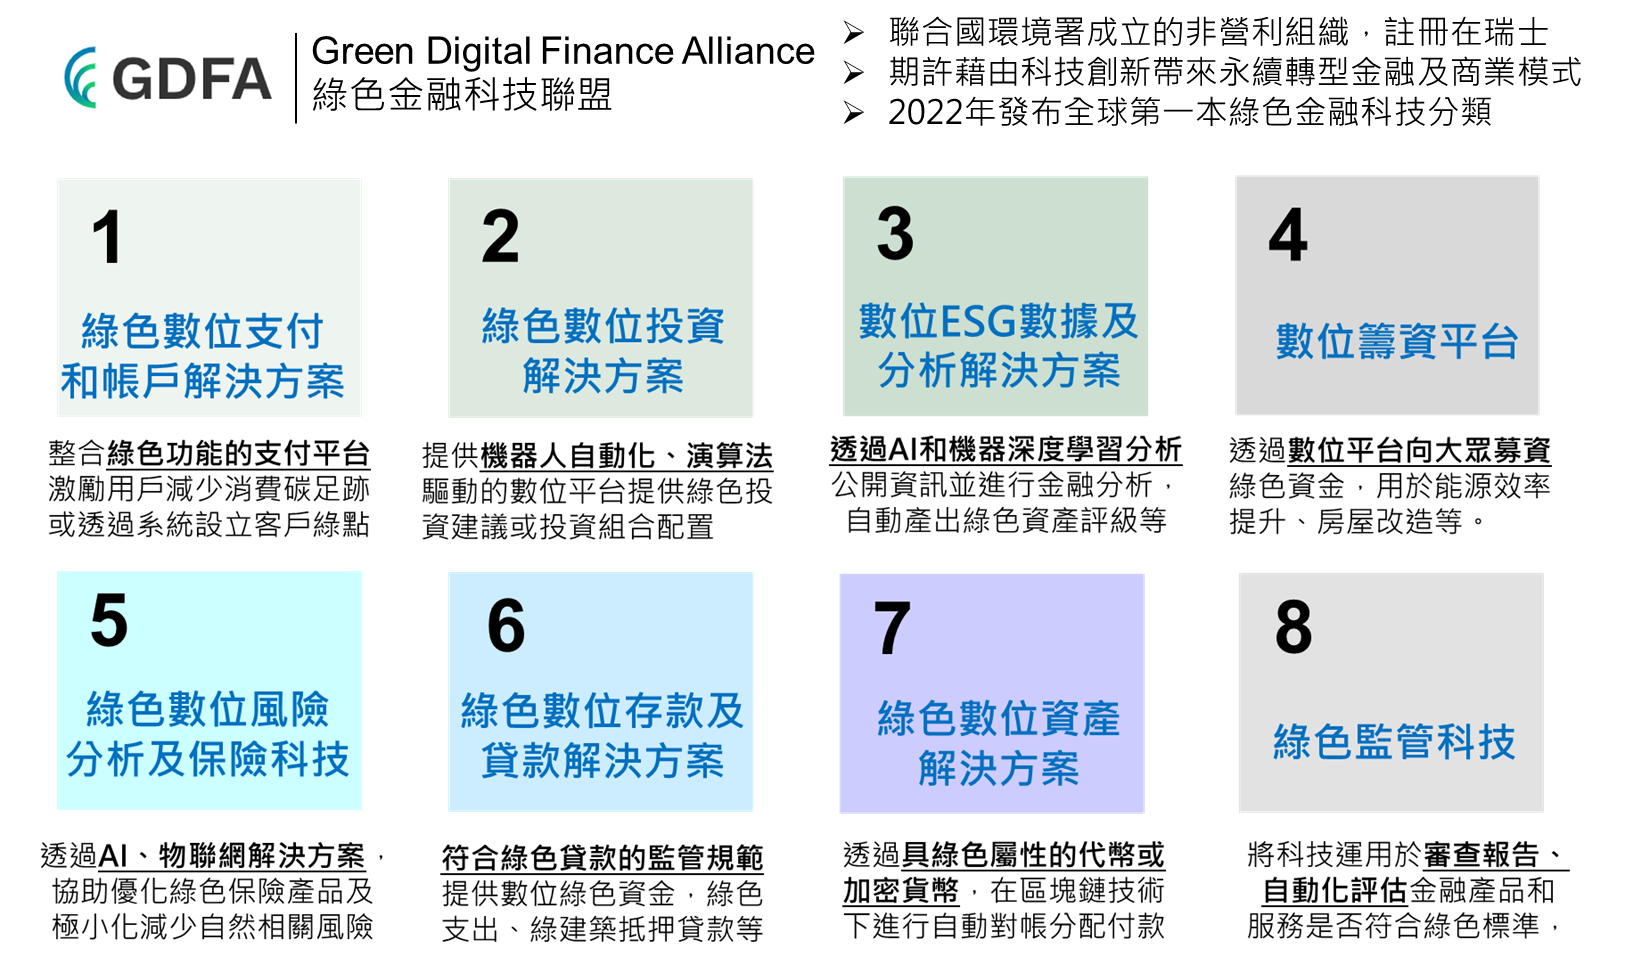 GDFA
Green Digital Finance Alliance
綠色金融科技聯盟
➢ 聯合國環境署成立的非營利組織，註冊在瑞士
➢ 期許藉由科技創新帶來永續轉型金融及商業模式
➢ 2022年發布全球第一本綠色金融科技分類
1
綠色數位支付
和帳戶解決方案
整合綠色功能的支付平台
激勵用戶減少消費碳足跡
或透過系統設立客戶綠點
2
綠色數位投資
解決方案
提供機器人自動化、演算法
驅動的數位平台提供綠色投
資建議或投資組合配置
3
數位ESG數據及
分析解決方案
透過AI和機器深度學習分析
公開資訊並進行金融分析，
自動產出綠色資產評級等
4
數位籌資平台
透過數位平台向大眾募資
綠色資金，用於能源效率
提升、房屋改造等。
5
綠色數位風險
分析及保險科技
透過AI、物聯網解決方案，
協助優化綠色保險產品及
極小化減少自然相關風險
6
綠色數位存款及
貸款解決方案
符合綠色貸款的監管規範
提供數位綠色資金，綠色
支出、綠建築抵押貸款等
7
綠色數位資產
解決方案
透過具綠色屬性的代幣或
加密貨幣，在區塊鏈技術
下進行自動對帳分配付款
8
綠色監管科技
將科技運用於審查報告、
自動化評估金融產品和
服務是否符合綠色標準，